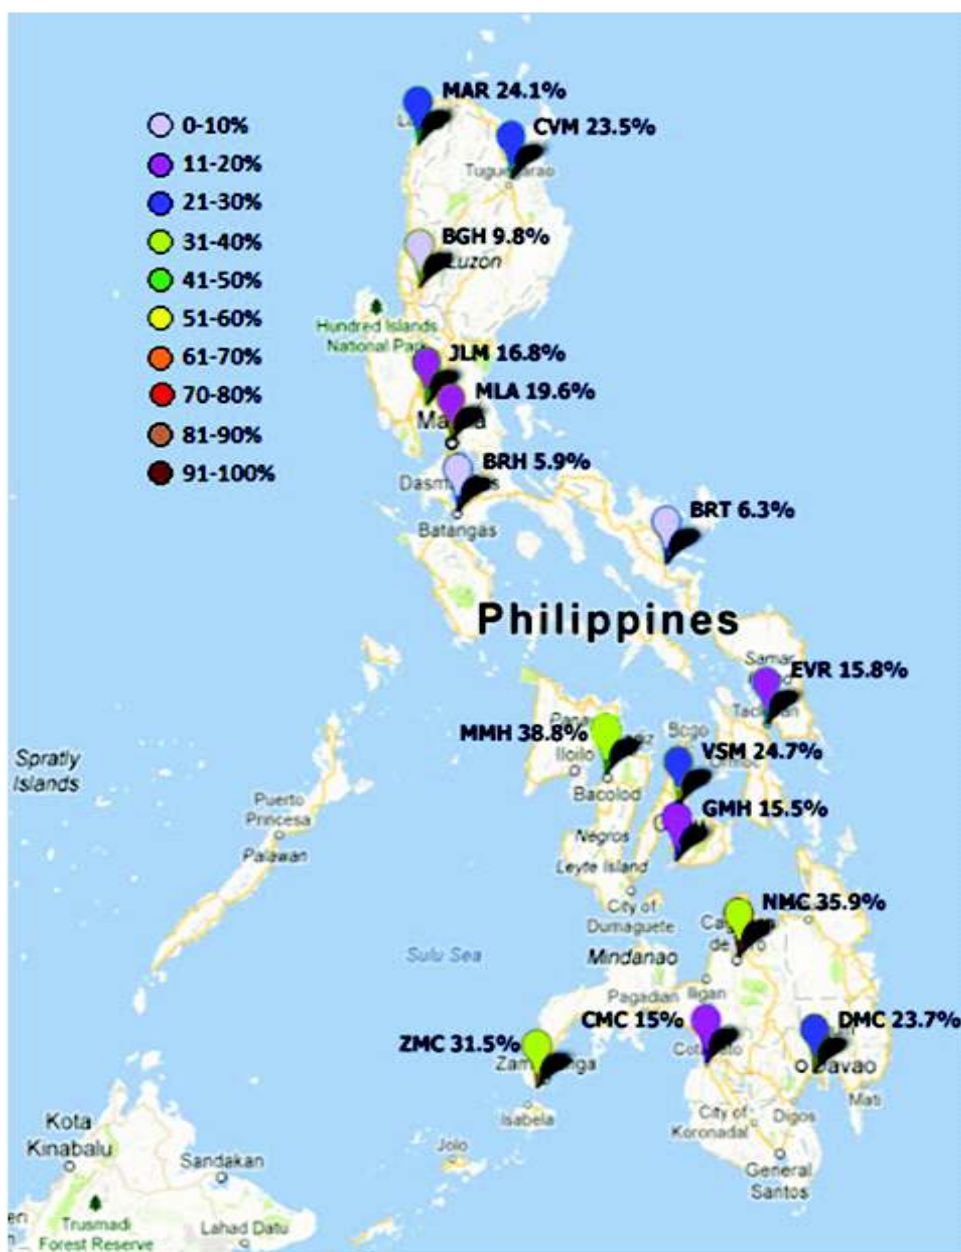 MAR 24.1%
CVM 23.5%
0-10%
11-20%
21-30%
31-40%
41-50%
51-60%
61-70%
70-80%
81-90%
91-100%
BGH 9.8%
Luzon
Hundred Islands
National Park
JLM 16.8%
MLA 19.6%
BRH 5.9%
Batangas
BRT 6.3%
Philippines
Samar
EVR 15.8%
MMH 38.8%
Bogo
VSM 24.7%
Iloilo
Bacolod
Spratly
Islands
GMH 15.5%
Puerto
Princesa
Negros
Palawan
Leyte Island
City of
Dumaguete
NMC 35.9%
Sulu Sea
Mindanao
Pagadian
Iligan
CMC 15%
DMC 23.7%
ZMC 31.5%
Davao
Mati
Isabela
City of
Koronadal
Digos
Kota
Kinabalu
Jolo
Sandakan
General
Santos
Trusmadi
Forest Reserve
Lahad Datu